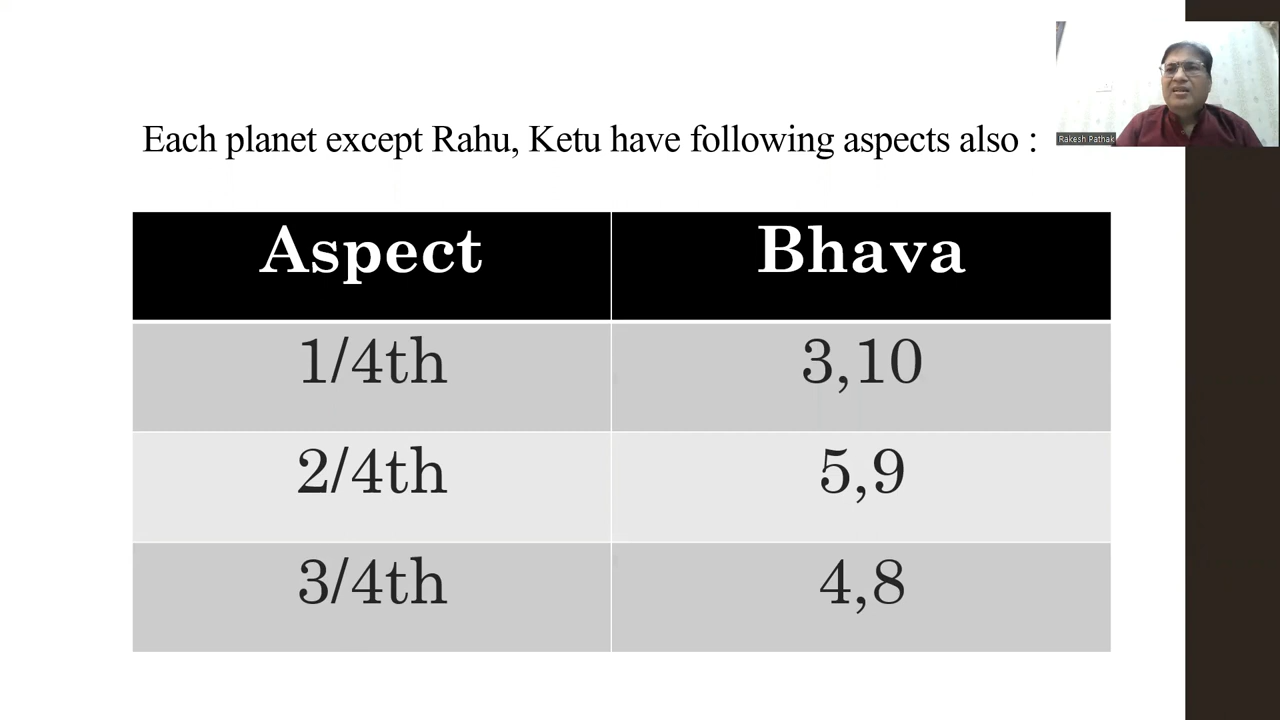 Each planet except Rahu, Ketu have following aspects also :
Rakesh Pathak
Aspect Bhava
1/4th 3,10
2/4th 5,9
3/4th 4,8